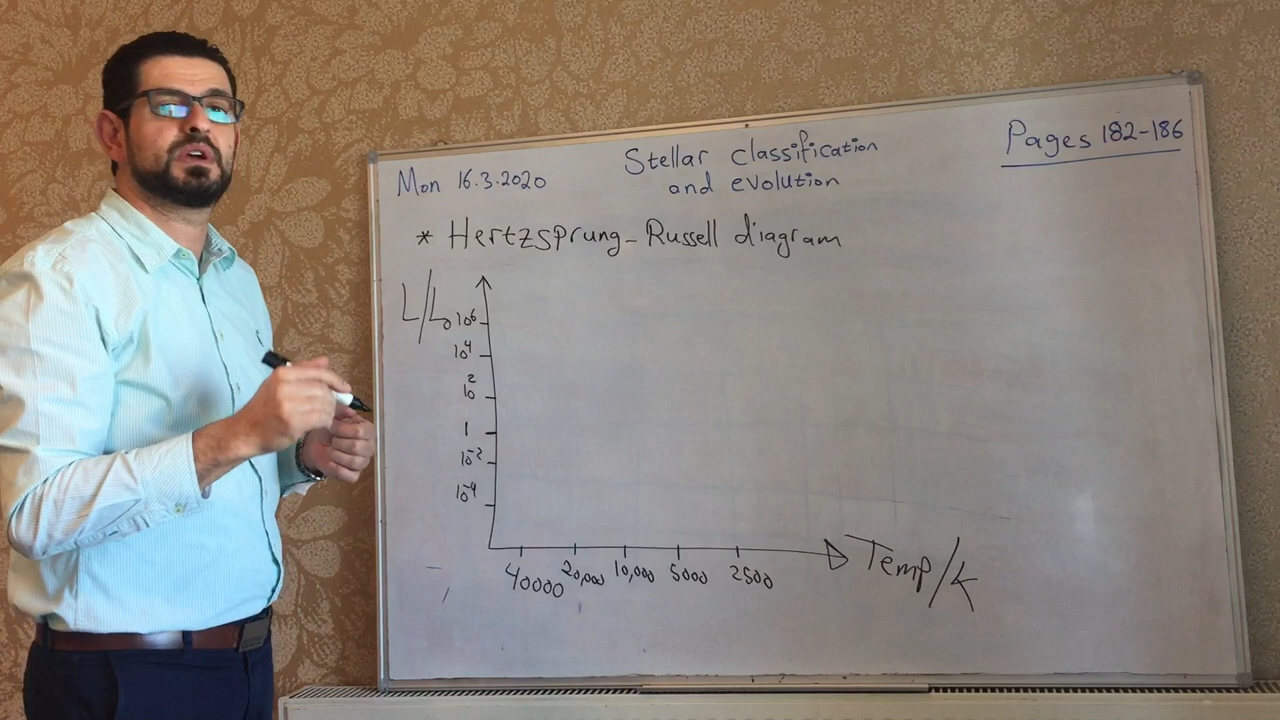 Mon 16.3.2020
Stellar classification
and evolution
Pages 182-186
* Hertzsprung-Russell diagram
L/L₀
10⁶
10⁴
10²
1
10⁻²
10⁻⁴
40000 20,000 10,000 5000 2500
Temp/K